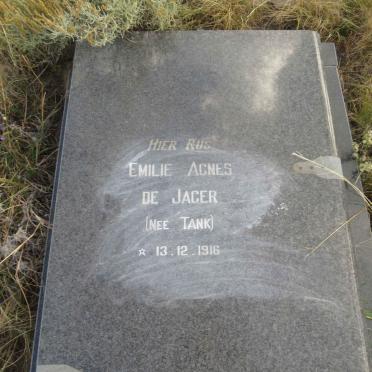 HIER RUS
EMILIE AGNES
DE JAGER
(NEE TANK)
☆ 13.12.1916